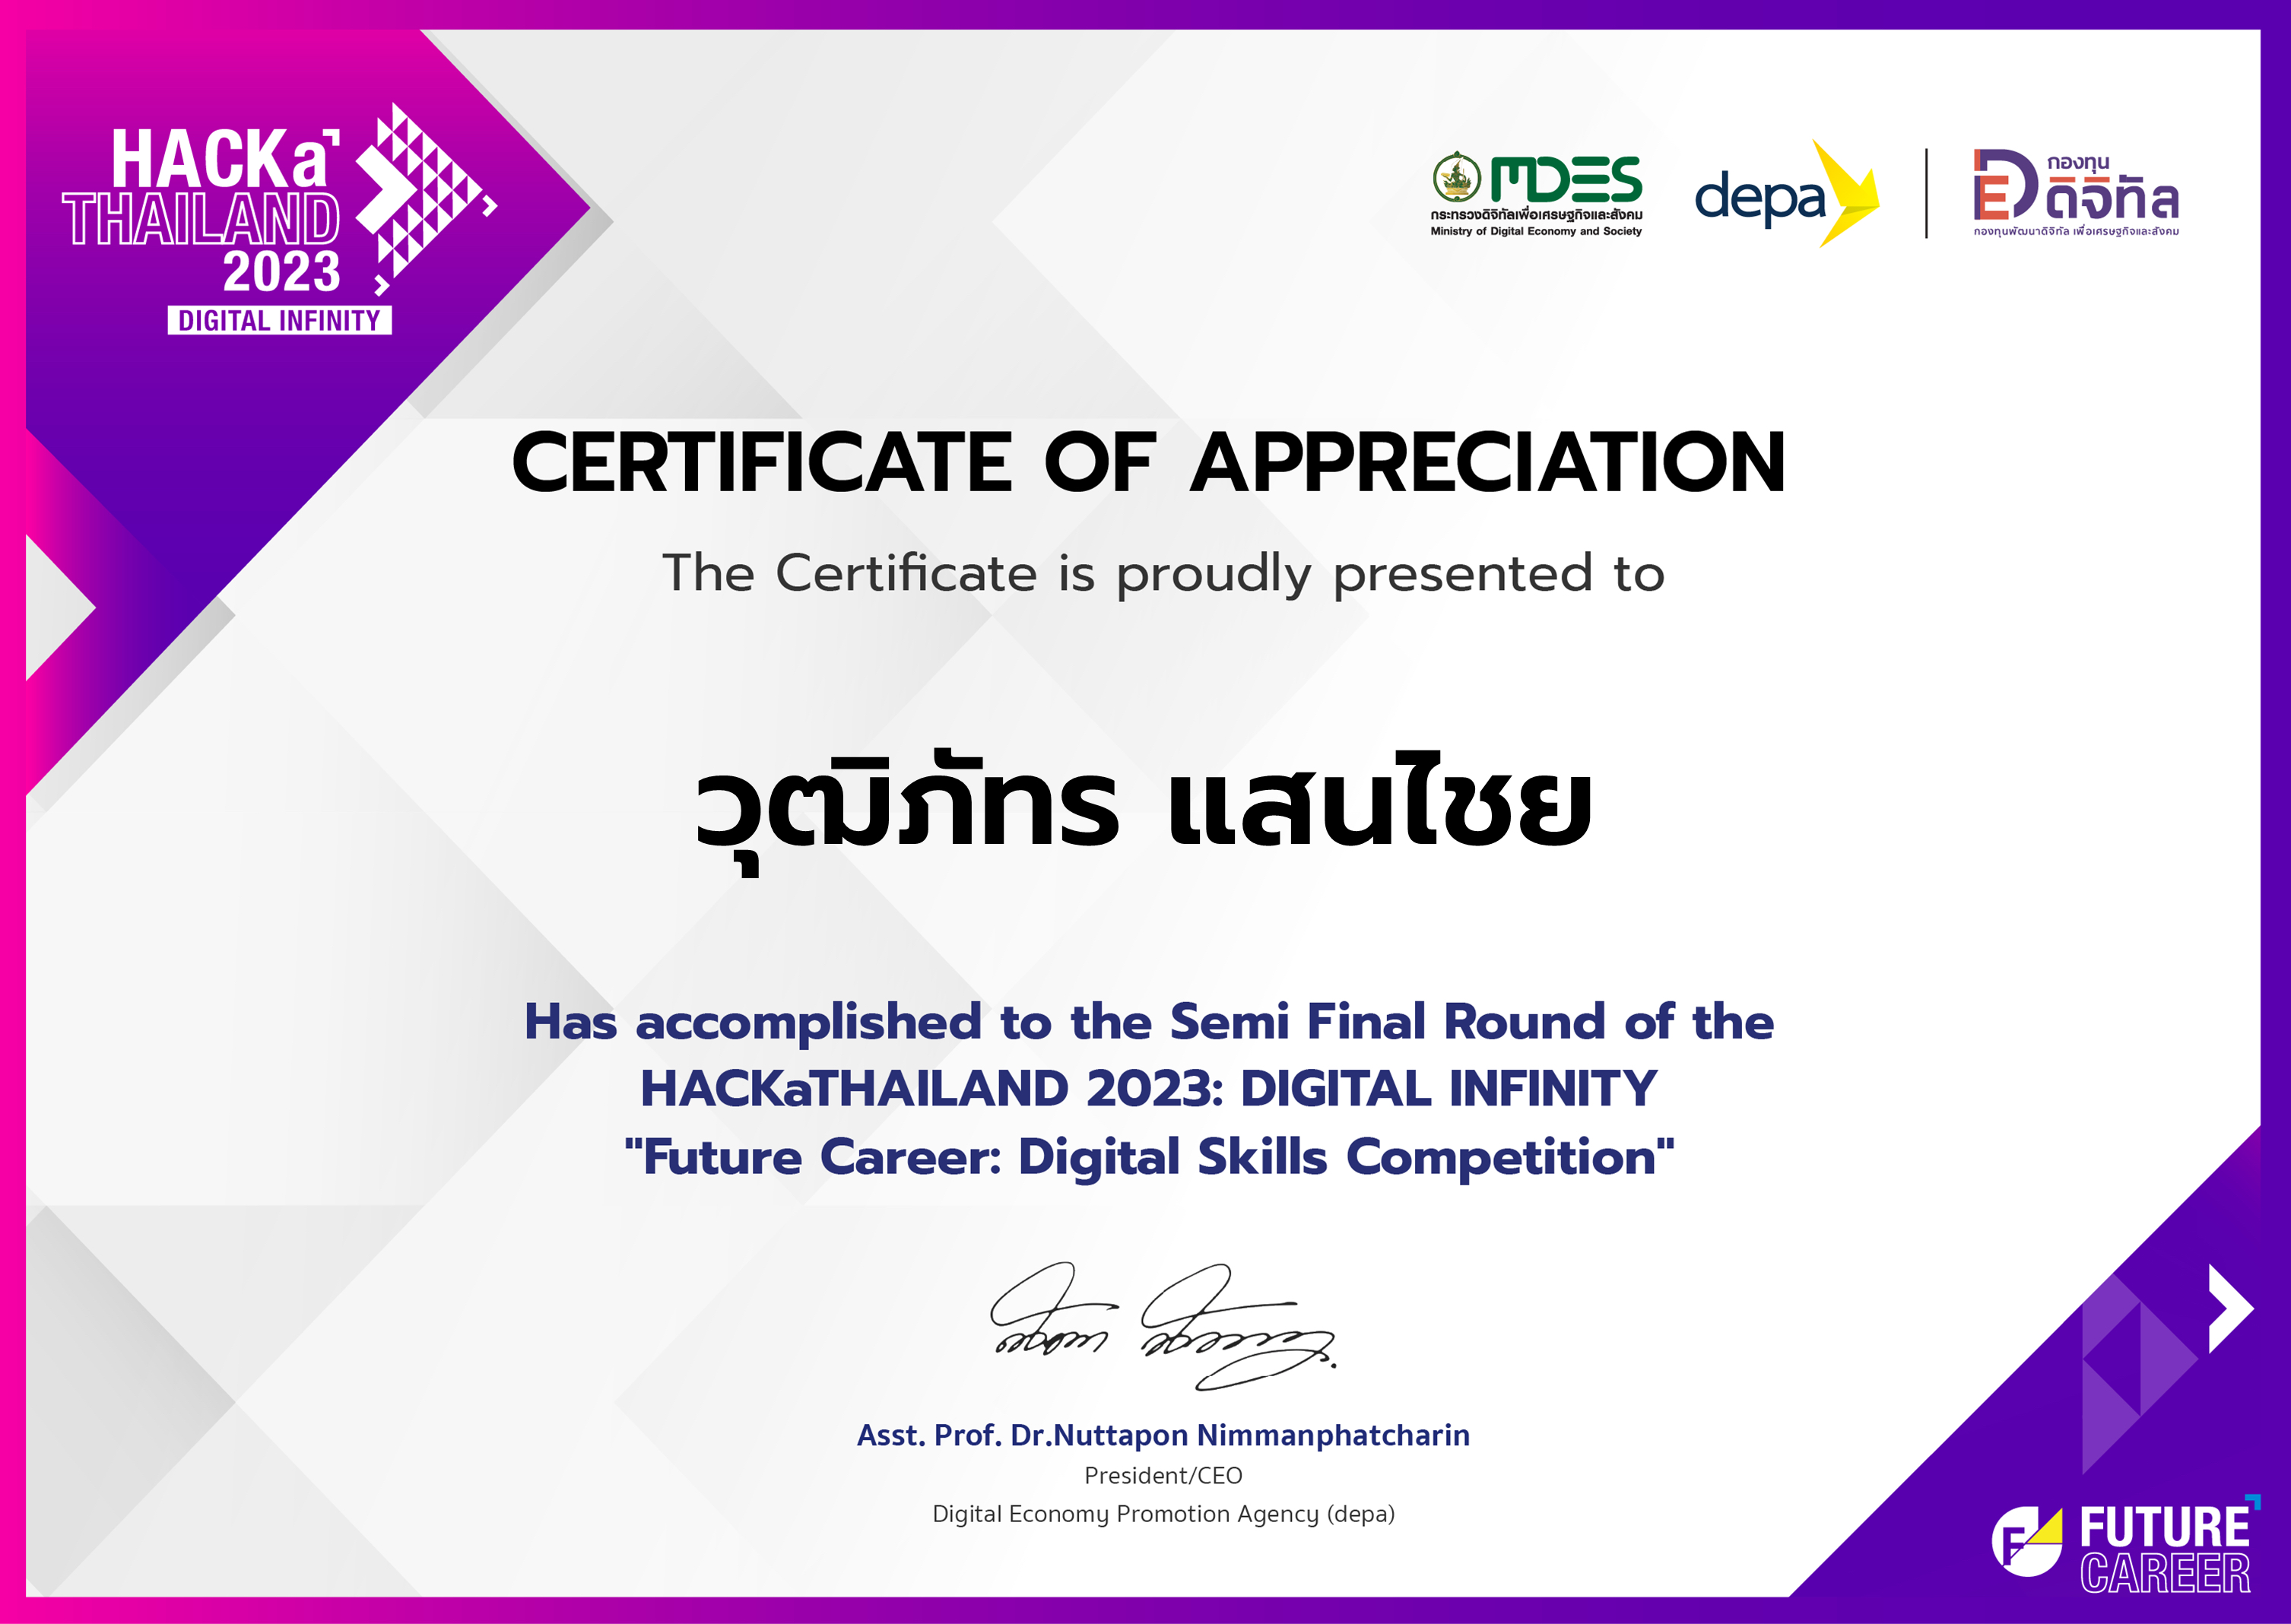 HACKa
THAILAND
2023
DIGITAL INFINITY
MDES
กระทรวงดิจิทัลเพื่อเศรษฐกิจและสังคม
Ministry of Digital Economy and Society
depa
กองทุน
ดิจิทัล
กองทุนพัฒนาดิจิทัล เพื่อเศรษฐกิจและสังคม
CERTIFICATE OF APPRECIATION
The Certificate is proudly presented to
วุฒิภัทร แสนไชย
Has accomplished to the Semi Final Round of the
HACKaTHAILAND 2023: DIGITAL INFINITY
"Future Career: Digital Skills Competition"
Asst. Prof. Dr.Nuttapon Nimmanphatcharin
President/CEO
Digital Economy Promotion Agency (depa)
FUTURE
CAREER